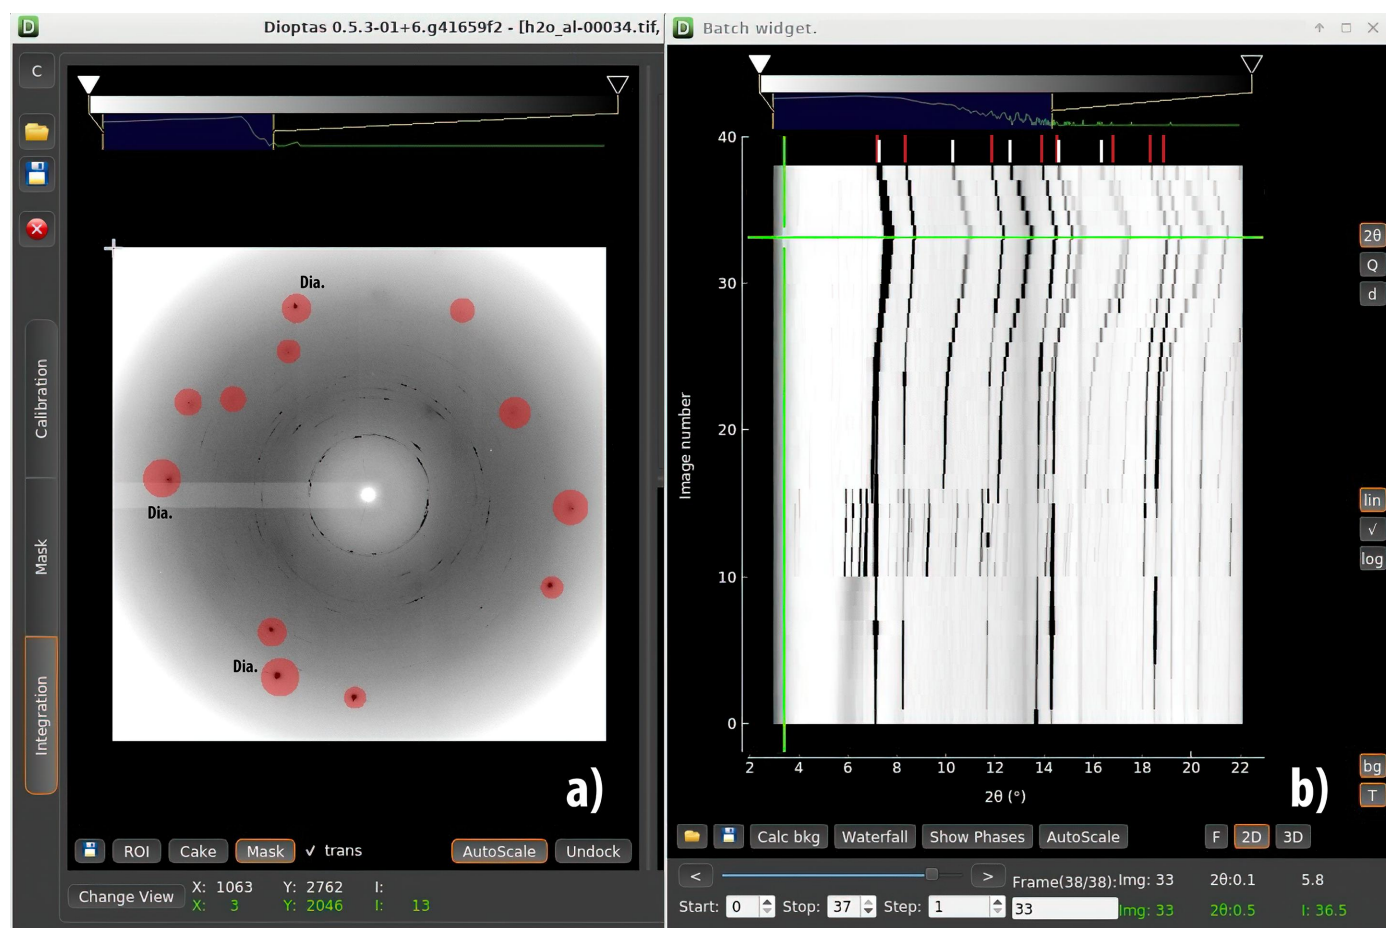 Dioptas 0.5.3-01+6.g41659f2 - [h2o_al-00034.tif,
C
Calibration
Mask
Integration
Dia.
Dia.
Dia.
a)
ROI
Cake
Mask
✓ trans
AutoScale
Undock
Change View
X: 1063 Y: 2762 I:
X: 3 Y: 2046 I: 13
Batch widget.
40
30
20
10
0
Image number
2 4 6 8 10 12 14 16 18 20 22
2θ (°)
b)
2θ
Q
d
lin
√
log
bg
T
Calc bkg
Waterfall
Show Phases
AutoScale
F
2D
3D
<
>
Frame(38/38):
Img: 33 2θ:0.1 5.8
Start: 0 Stop: 37 Step: 1 33
Img: 33 2θ:0.5 I: 36.5